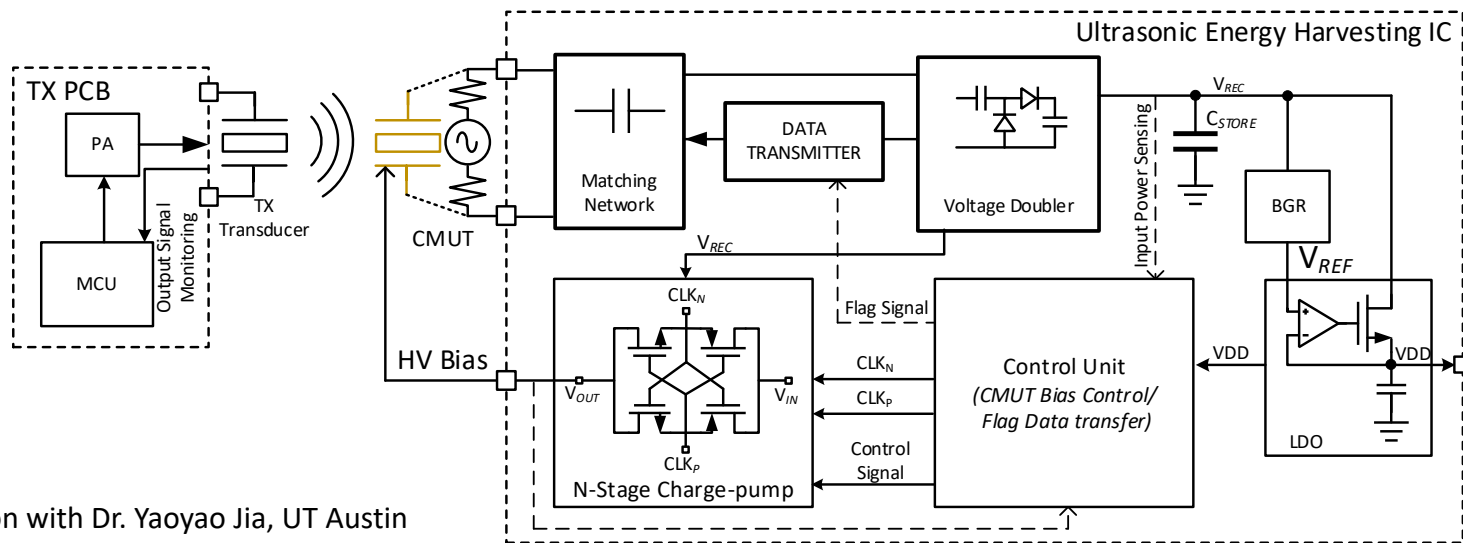 Ultrasonic Energy Harvesting IC
TX PCB
PA
MCU
Output Signal
Monitoring
TX
Transducer
CMUT
Matching
Network
DATA
TRANSMITTER
Voltage Doubler
V_REC
Input Power Sensing
V_REC
C_STORE
BGR
V_REF
V_REC
Flag Signal
HV Bias
CLK_N
V_OUT
V_IN
CLK_P
N-Stage Charge-pump
CLK_N
CLK_P
Control
Signal
Control Unit
(CMUT Bias Control/
Flag Data transfer)
VDD
+
-
VDD
LDO
on with Dr. Yaoyao Jia, UT Austin